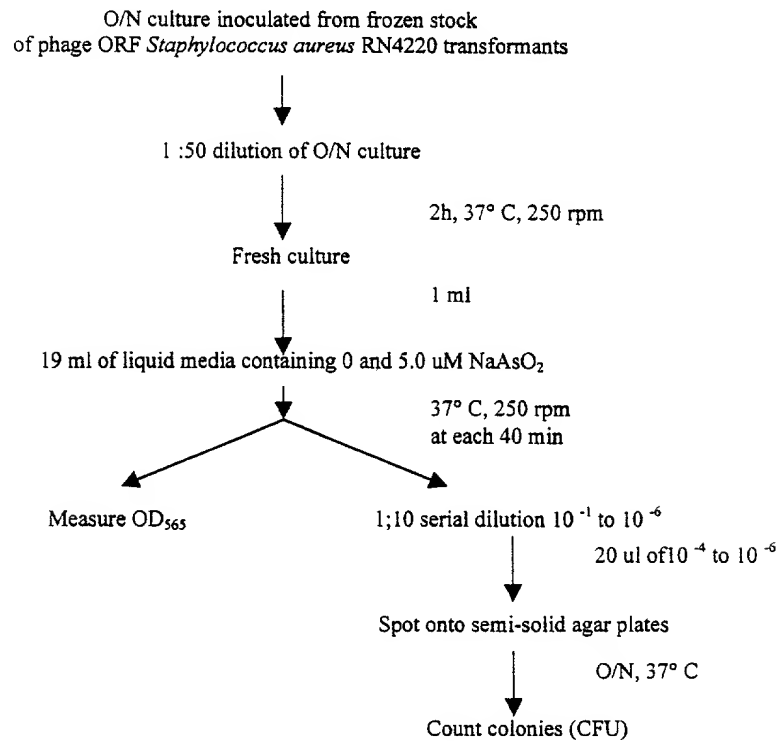 O/N culture inoculated from frozen stock
of phage ORF Staphylococcus aureus RN4220 transformants
1 :50 dilution of O/N culture
2h, 37° C, 250 rpm
Fresh culture
1 ml
19 ml of liquid media containing 0 and 5.0 uM NaAsO₂
37° C, 250 rpm
at each 40 min
Measure OD₅₆₅
1;10 serial dilution 10⁻¹ to 10⁻⁶
20 ul of10⁻⁴ to 10⁻⁶
Spot onto semi-solid agar plates
O/N, 37° C
Count colonies (CFU)